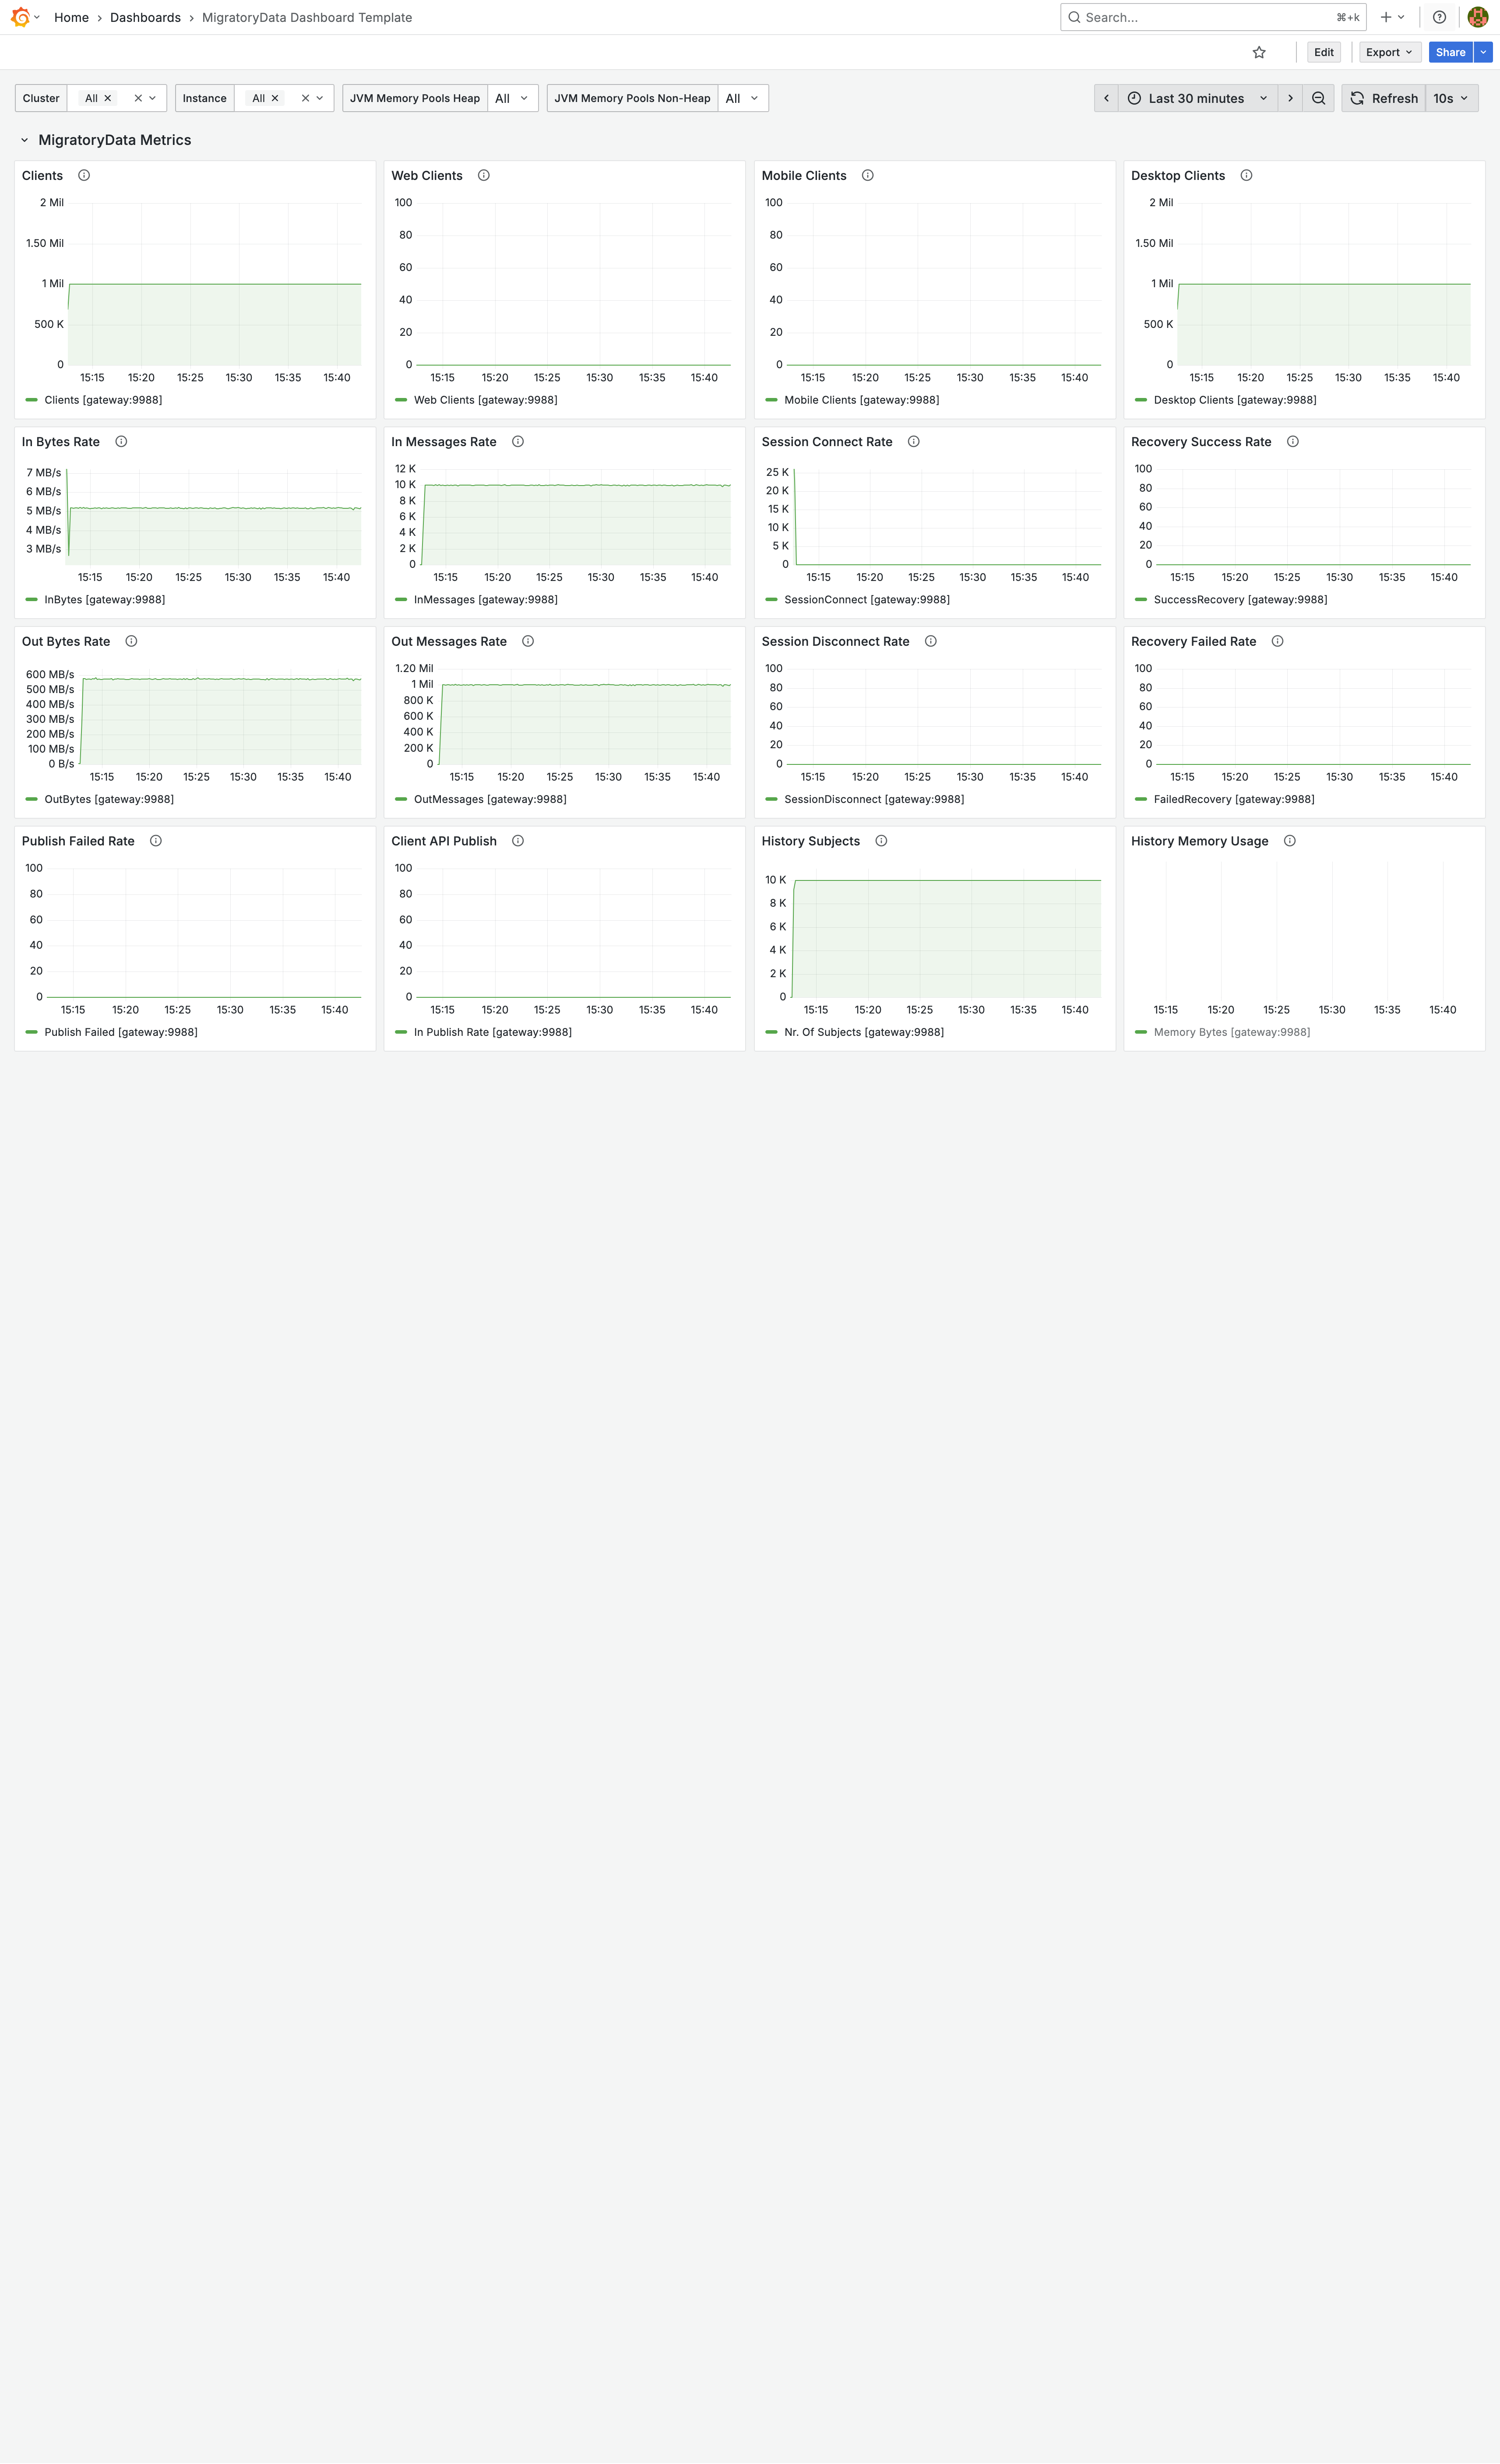 Home › Dashboards › MigratoryData Dashboard Template
Search... ⌘+k
Edit Export Share
Cluster All Instance All JVM Memory Pools Heap All JVM Memory Pools Non-Heap All Last 30 minutes Refresh 10s
MigratoryData Metrics
Clients
2 Mil
1.50 Mil
1 Mil
500 K
0
15:15 15:20 15:25 15:30 15:35 15:40
Clients [gateway:9988]
Web Clients
100
80
60
40
20
0
15:15 15:20 15:25 15:30 15:35 15:40
Web Clients [gateway:9988]
Mobile Clients
100
80
60
40
20
0
15:15 15:20 15:25 15:30 15:35 15:40
Mobile Clients [gateway:9988]
Desktop Clients
2 Mil
1.50 Mil
1 Mil
500 K
0
15:15 15:20 15:25 15:30 15:35 15:40
Desktop Clients [gateway:9988]
In Bytes Rate
7 MB/s
6 MB/s
5 MB/s
4 MB/s
3 MB/s
15:15 15:20 15:25 15:30 15:35 15:40
InBytes [gateway:9988]
In Messages Rate
12 K
10 K
8 K
6 K
4 K
2 K
0
15:15 15:20 15:25 15:30 15:35 15:40
InMessages [gateway:9988]
Session Connect Rate
25 K
20 K
15 K
10 K
5 K
0
15:15 15:20 15:25 15:30 15:35 15:40
SessionConnect [gateway:9988]
Recovery Success Rate
100
80
60
40
20
0
15:15 15:20 15:25 15:30 15:35 15:40
SuccessRecovery [gateway:9988]
Out Bytes Rate
600 MB/s
500 MB/s
400 MB/s
300 MB/s
200 MB/s
100 MB/s
0 B/s
15:15 15:20 15:25 15:30 15:35 15:40
OutBytes [gateway:9988]
Out Messages Rate
1.20 Mil
1 Mil
800 K
600 K
400 K
200 K
0
15:15 15:20 15:25 15:30 15:35 15:40
OutMessages [gateway:9988]
Session Disconnect Rate
100
80
60
40
20
0
15:15 15:20 15:25 15:30 15:35 15:40
SessionDisconnect [gateway:9988]
Recovery Failed Rate
100
80
60
40
20
0
15:15 15:20 15:25 15:30 15:35 15:40
FailedRecovery [gateway:9988]
Publish Failed Rate
100
80
60
40
20
0
15:15 15:20 15:25 15:30 15:35 15:40
Publish Failed [gateway:9988]
Client API Publish
100
80
60
40
20
0
15:15 15:20 15:25 15:30 15:35 15:40
In Publish Rate [gateway:9988]
History Subjects
10 K
8 K
6 K
4 K
2 K
0
15:15 15:20 15:25 15:30 15:35 15:40
Nr. Of Subjects [gateway:9988]
History Memory Usage
15:15 15:20 15:25 15:30 15:35 15:40
Memory Bytes [gateway:9988]